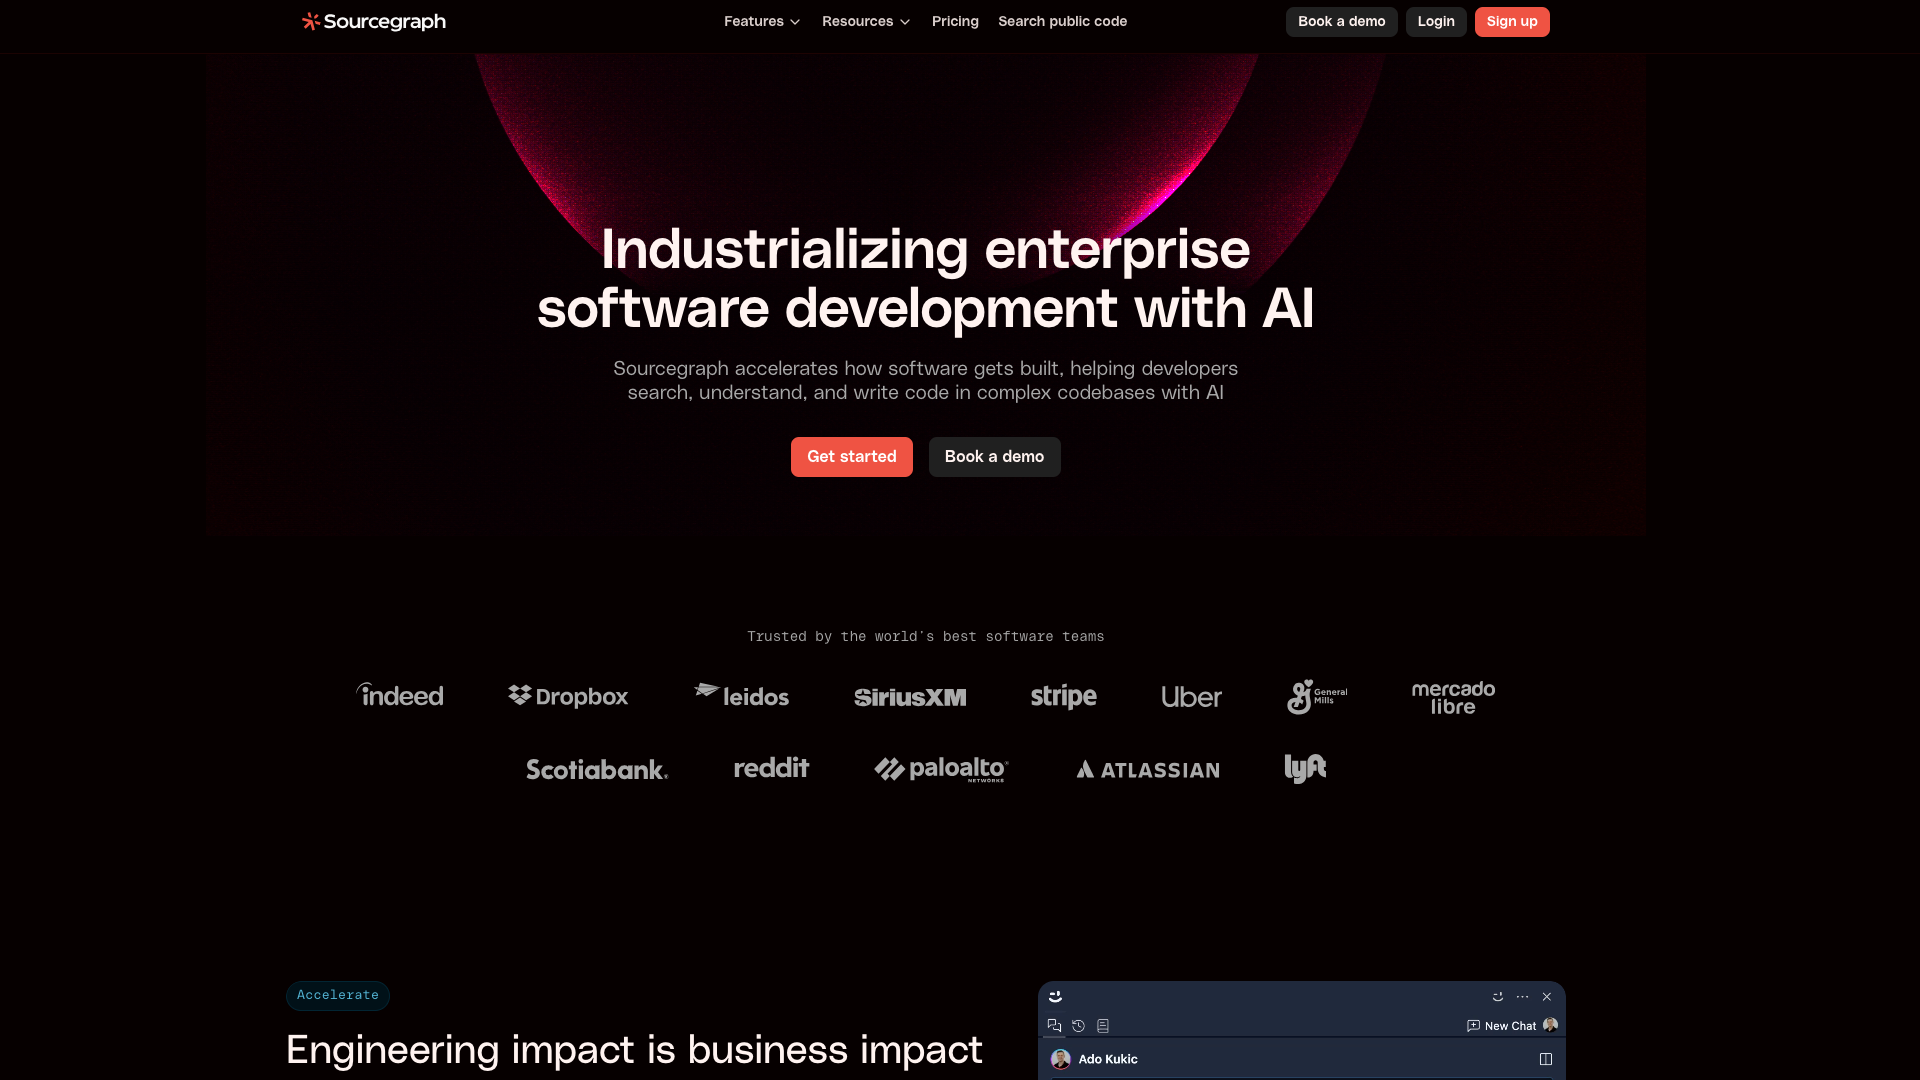 Sourcegraph
Features
Resources
Pricing
Search public code
Book a demo
Login
Sign up
Industrializing enterprise
software development with AI
Sourcegraph accelerates how software gets built, helping developers
search, understand, and write code in complex codebases with AI
Get started
Book a demo
Trusted by the world's best software teams
indeed
Dropbox
leidos
SiriusXM
stripe
Uber
General
Mills
mercado
libre
Scotiabank®
reddit
paloalto®
NETWORKS
ATLASSIAN
lyft
Accelerate
Engineering impact is business impact
New Chat
Ado Kukic